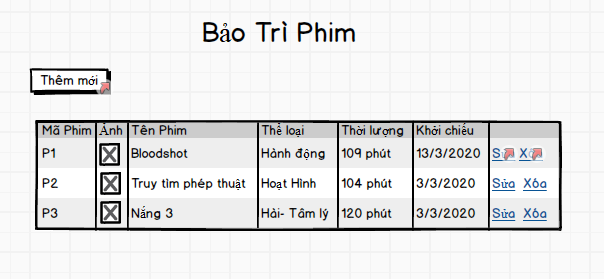 Bảo Trì Phim
Thêm mới
Mã Phim Ảnh Tên Phim Thể loại Thời lượng Khởi chiếu
P1 Bloodshot Hành động 109 phút 13/3/2020
P2 Truy tìm phép thuật Hoạt Hình 104 phút 3/3/2020 Sửa Xóa
P3 Nắng 3 Hài- Tâm lý 120 phút 3/3/2020 Sửa Xóa